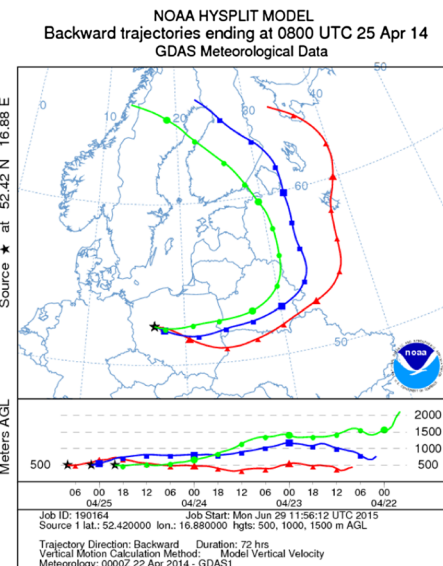 NOAA HYSPLIT MODEL
Backward trajectories ending at 0800 UTC 25 Apr 14
GDAS Meteorological Data
Source ★ at 52.42 N 16.88 E
0
10
20
30
40
50
60
50
noaa
Meters AGL
500
2000
1500
1000
500
06 00 18 12 06 00 18 12 06 00 18 12 06 00
04/25 04/24 04/23 04/22
Job ID: 190164 Job Start: Mon Jun 29 11:56:12 UTC 2015
Source 1 lat.: 52.420000 lon.: 16.880000 hgts: 500, 1000, 1500 m AGL
Trajectory Direction: Backward Duration: 72 hrs
Vertical Motion Calculation Method: Model Vertical Velocity
Meteorology: 0000Z 22 Apr 2014 - GDAS1